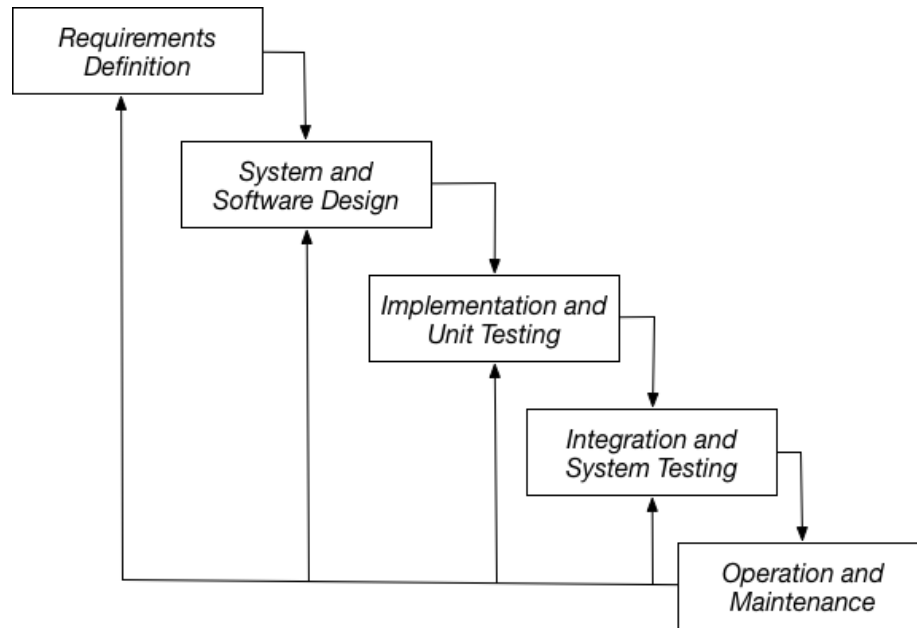 Requirements
Definition
System and
Software Design
Implementation and
Unit Testing
Integration and
System Testing
Operation and
Maintenance